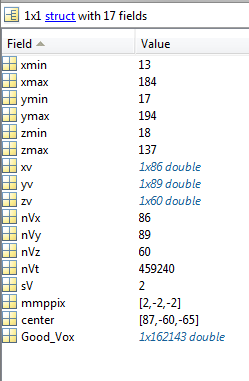 1x1 struct with 17 fields
Field Value
xmin 13
xmax 184
ymin 17
ymax 194
zmin 18
zmax 137
xv 1x86 double
yv 1x89 double
zv 1x60 double
nVx 86
nVy 89
nVz 60
nVt 459240
sV 2
mmppix [2,-2,-2]
center [87,-60,-65]
Good_Vox 1x162143 double